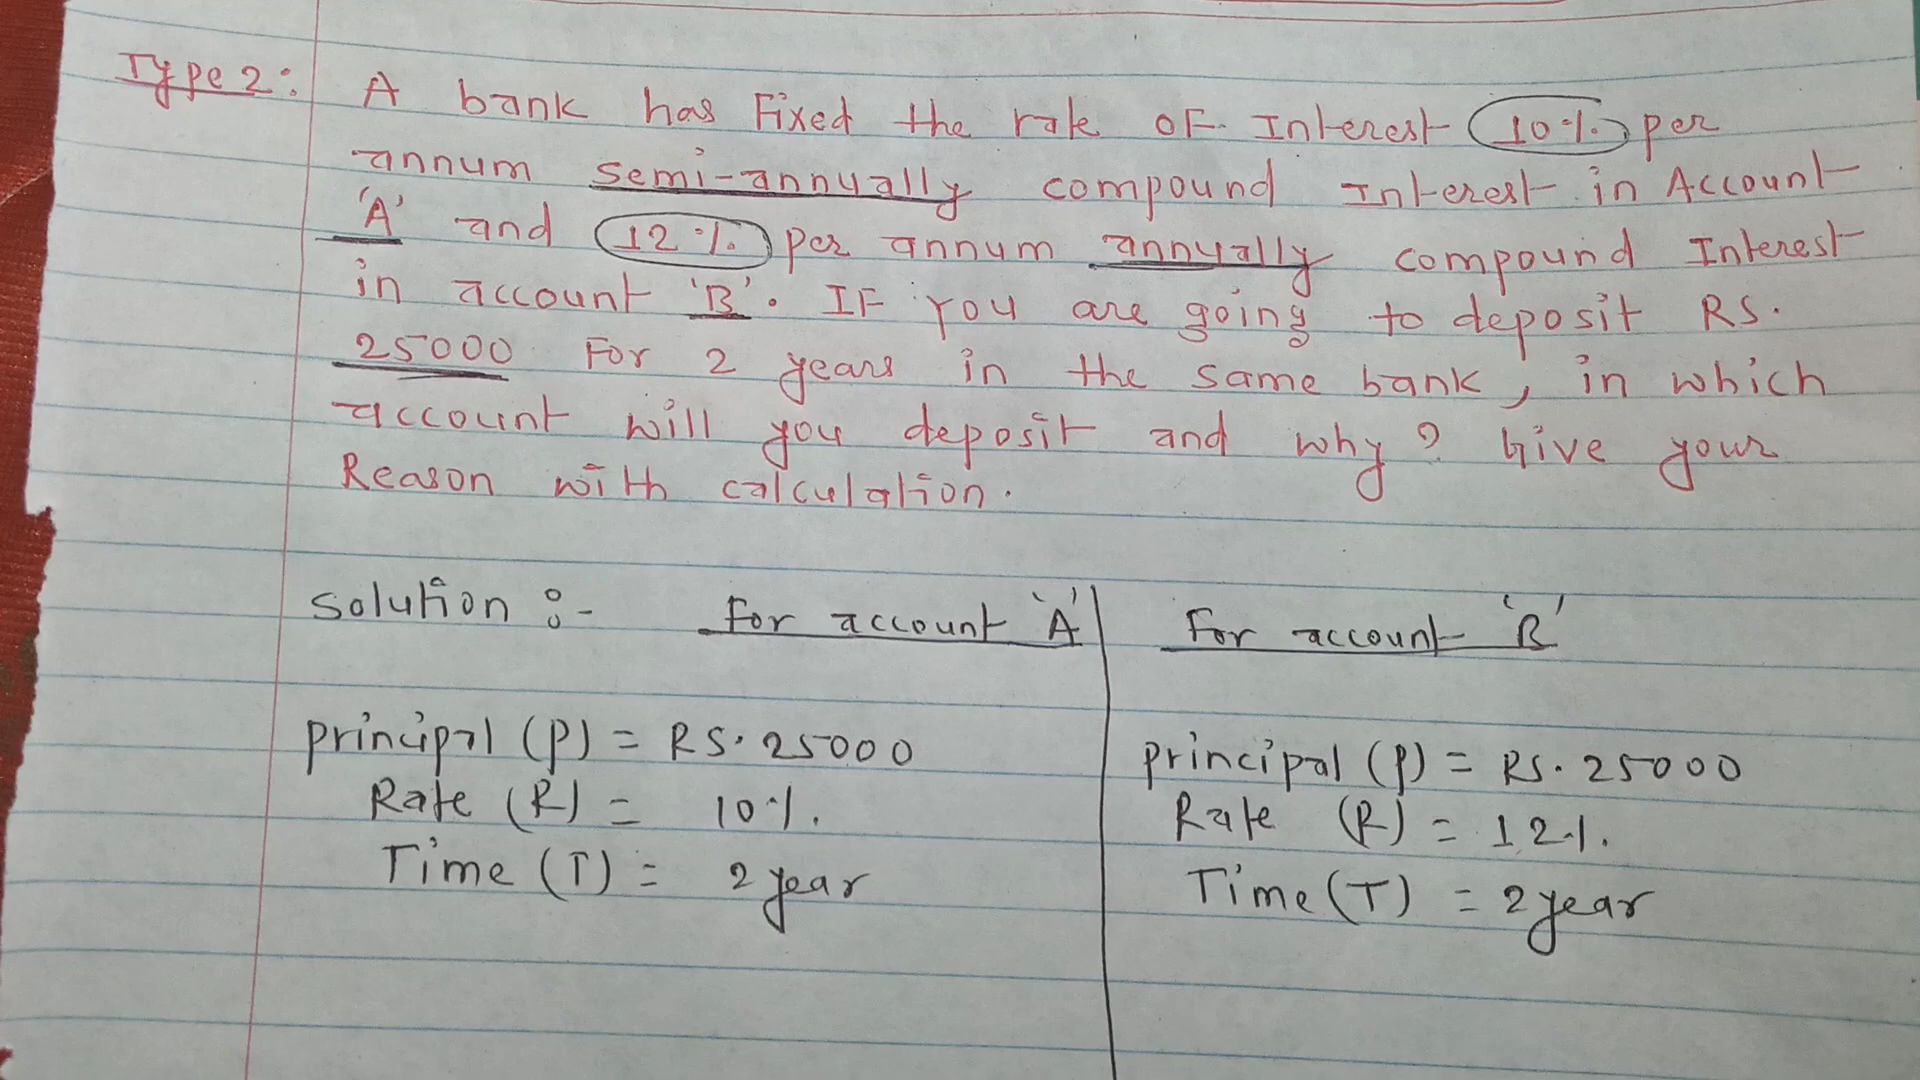 Type 2: A bank has Fixed the rate OF Interest 10% per
annum semi-annually compound Interest in Account
'A' and 12% per annum annually compound Interest
in account 'B'. IF you are going to deposit RS.
25000 For 2 years in the same bank, in which
account will you deposit and why? Give your
Reason with calculation.
Solution :- For account 'A' For account 'B'
principal (P) = RS. 25000 principal (P) = RS. 25000
Rate (R) = 10%. Rate (R) = 12%.
Time (T) = 2 year Time (T) = 2 year